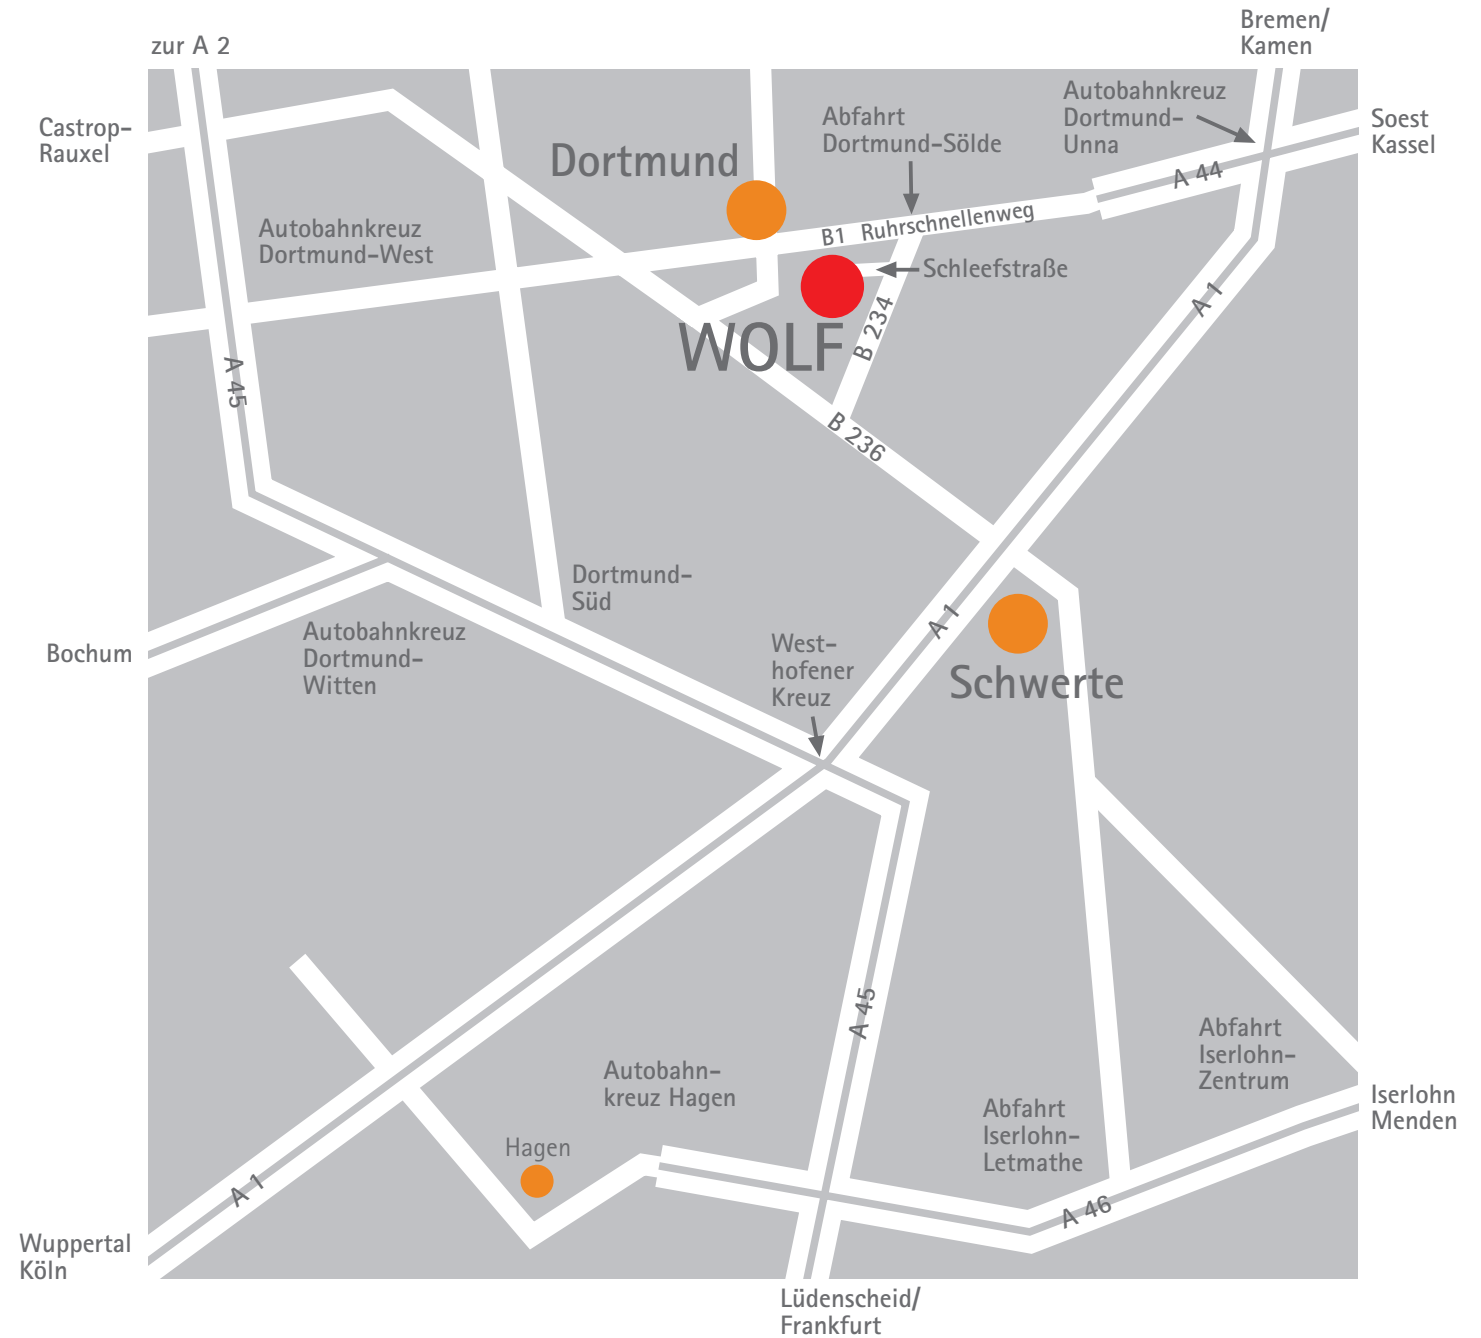 Bremen/
Kamen
zur A 2
Castrop-
Rauxel
Autobahnkreuz
Dortmund-
Unna
Abfahrt
Dortmund-Sölde
Soest
Kassel
Dortmund
A 44
Autobahnkreuz
Dortmund-West
B1 Ruhrschnellenweg
Schleefstraße
A 1
WOLF
B 234
A 45
B 236
Dortmund-
Süd
Autobahnkreuz
Dortmund-
Witten
Bochum
West-
hofener
Kreuz
A 1
Schwerte
A 45
Abfahrt
Iserlohn-
Zentrum
Autobahn-
kreuz Hagen
Abfahrt
Iserlohn-
Letmathe
Iserlohn
Menden
Hagen
A 1
A 46
Wuppertal
Köln
Lüdenscheid/
Frankfurt